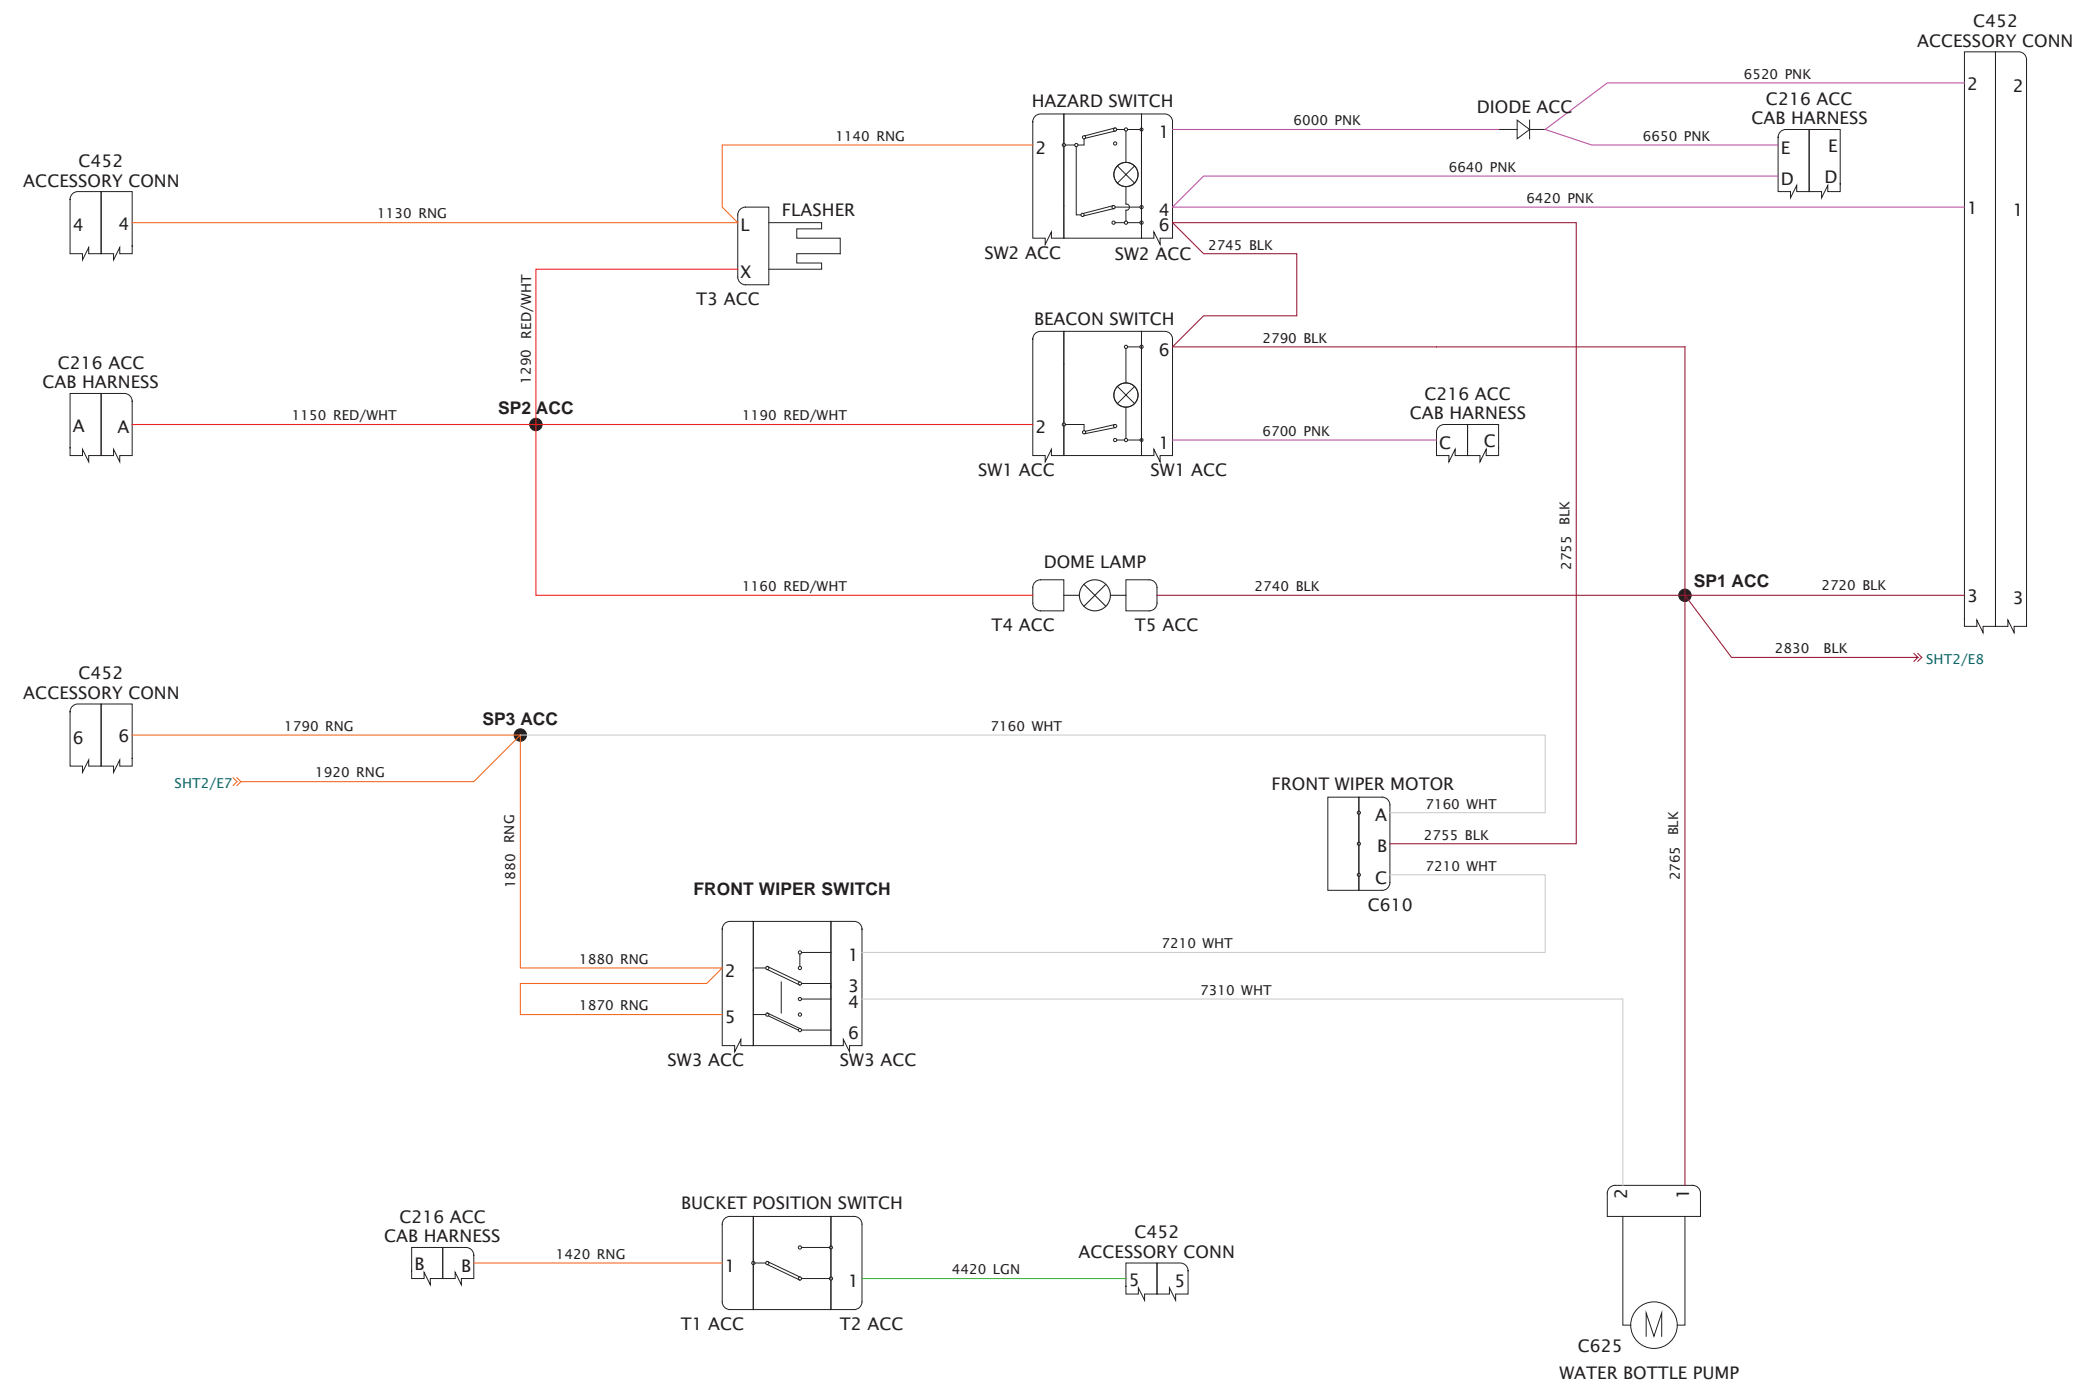 C452
ACCESSORY CONN
6520 PNK
2
2
C216 ACC
CAB HARNESS
HAZARD SWITCH
DIODE ACC
6000 PNK
1140 RNG
2
1
6650 PNK
E
E
C452
ACCESSORY CONN
6640 PNK
D
D
6420 PNK
4
1
1
1130 RNG
4
4
FLASHER
L
6
SW2 ACC
SW2 ACC
2745 BLK
X
T3 ACC
1290 RED/WHT
BEACON SWITCH
2790 BLK
6
C216 ACC
CAB HARNESS
C216 ACC
CAB HARNESS
1150 RED/WHT
SP2 ACC
1190 RED/WHT
A
A
2
6700 PNK
1
C
C
SW1 ACC
SW1 ACC
2755 BLK
DOME LAMP
1160 RED/WHT
2740 BLK
SP1 ACC
2720 BLK
3
3
T4 ACC
T5 ACC
2830 BLK
SHT2/E8
C452
ACCESSORY CONN
1790 RNG
SP3 ACC
7160 WHT
6
6
1920 RNG
SHT2/E7
FRONT WIPER MOTOR
7160 WHT
A
2755 BLK
B
7210 WHT
C
C610
1880 RNG
2765 BLK
FRONT WIPER SWITCH
7210 WHT
1
1880 RNG
2
3
7310 WHT
4
1870 RNG
5
6
SW3 ACC
SW3 ACC
2
1
BUCKET POSITION SWITCH
C216 ACC
CAB HARNESS
1420 RNG
B
B
1
C452
ACCESSORY CONN
4420 LGN
1
5
5
T1 ACC
T2 ACC
M
C625
WATER BOTTLE PUMP